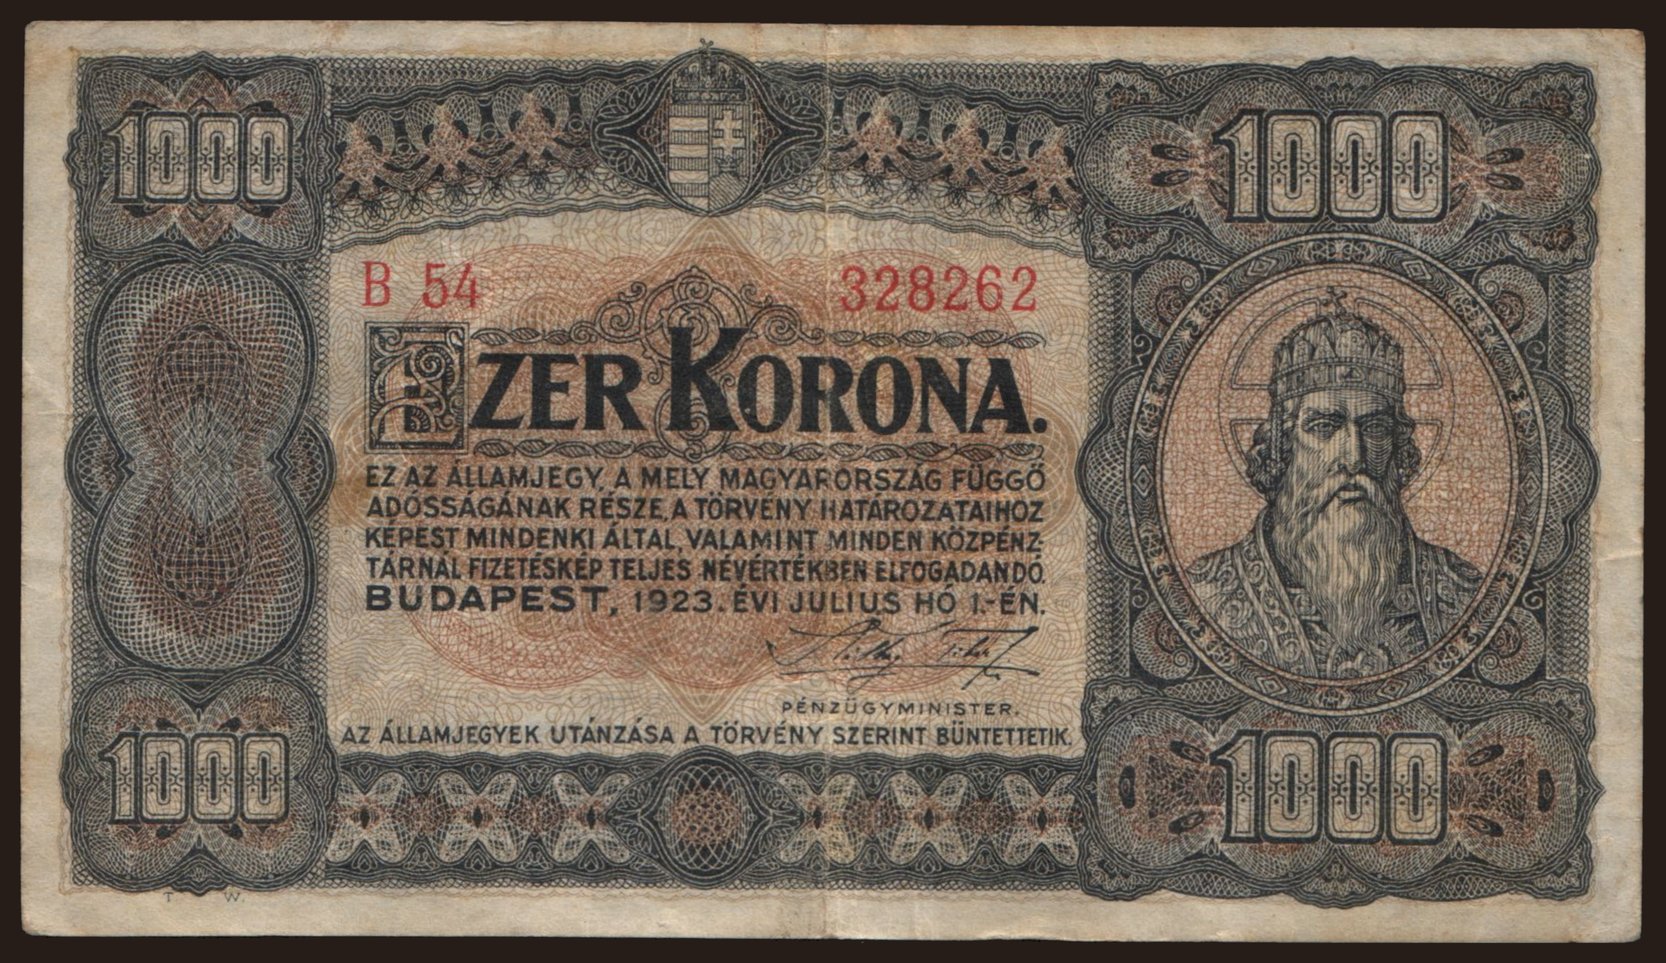 1000
1000
B 54 328262
EZER KORONA.
EZ AZ ÁLLAMJEGY, A MELY MAGYARORSZÁG FÜGGŐ
ADÓSSÁGÁNAK RÉSZE, A TÖRVÉNY HATÁROZATAIHOZ
KÉPEST MINDENKI ÁLTAL, VALAMINT MINDEN KÖZPÉNZ-
TÁRNÁL FIZETÉSKÉP TELJES NÉVÉRTÉKBEN ELFOGADANDÓ.
BUDAPEST, 1923. ÉVI JULIUS HÓ 1.-ÉN.
PÉNZÜGYMINISTER.
AZ ÁLLAMJEGYEK UTÁNZÁSA A TÖRVÉNY SZERINT BÜNTETTETIK.
1000
1000
T W.